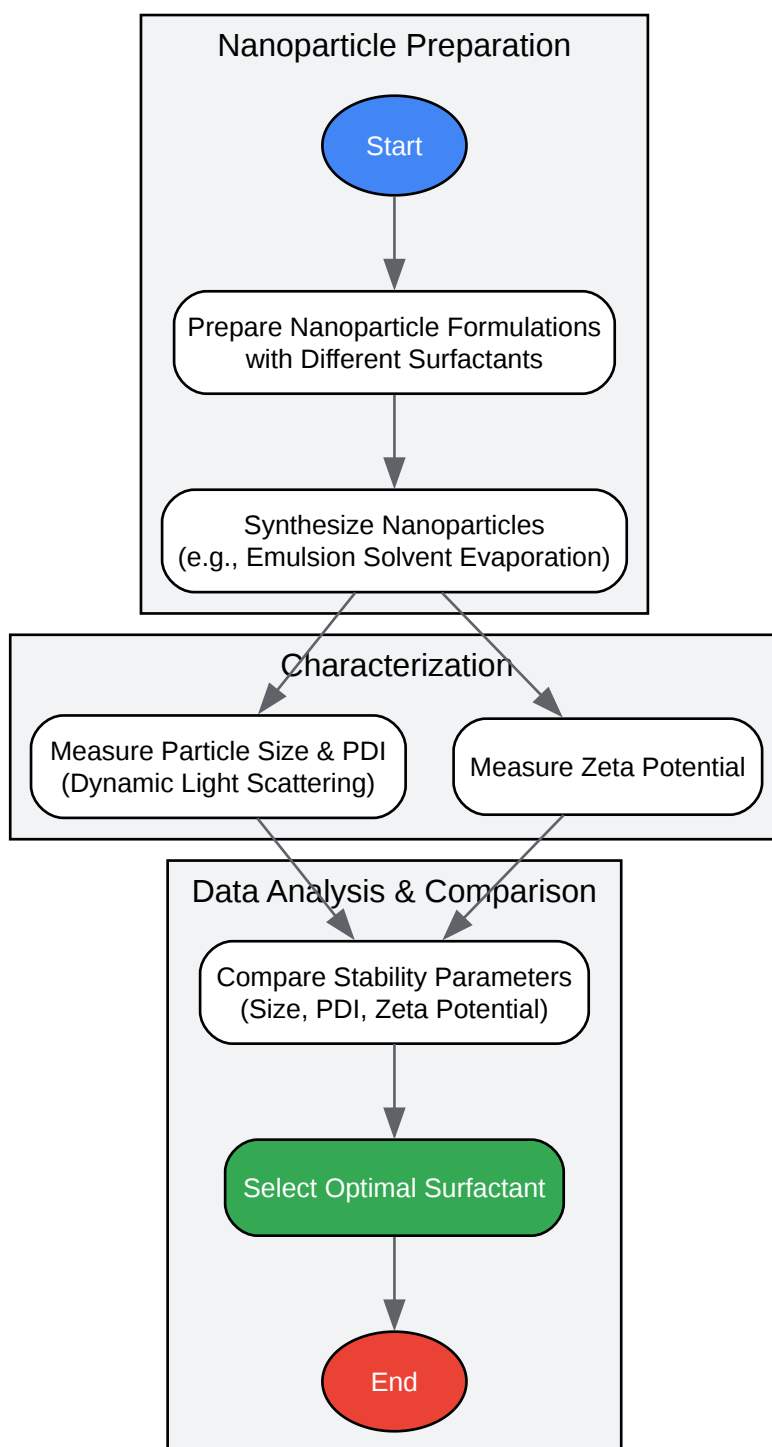 Nanoparticle Preparation
Start
Prepare Nanoparticle Formulations
with Different Surfactants
Synthesize Nanoparticles
(e.g., Emulsion Solvent Evaporation)
Characterization
Measure Particle Size & PDI
(Dynamic Light Scattering)
Measure Zeta Potential
Data Analysis & Comparison
Compare Stability Parameters
(Size, PDI, Zeta Potential)
Select Optimal Surfactant
End